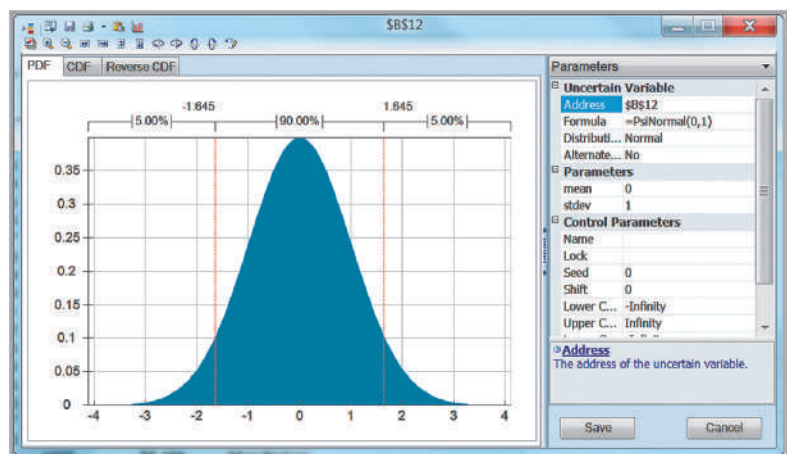 $B$12
PDF CDF Reverse CDF
-1.645 1.645
5.00% 90.00% 5.00%
0.35
0.3
0.25
0.2
0.15
0.1
0.05
0
-4 -3 -2 -1 0 1 2 3 4
Parameters
Uncertain Variable
Address $B$12
Formula =PsiNormal(0,1)
Distributi... Normal
Alternate... No
Parameters
mean 0
stdev 1
Control Parameters
Name
Lock
Seed 0
Shift 0
Lower C... -Infinity
Upper C... Infinity
Address
The address of the uncertain variable.
Save Cancel